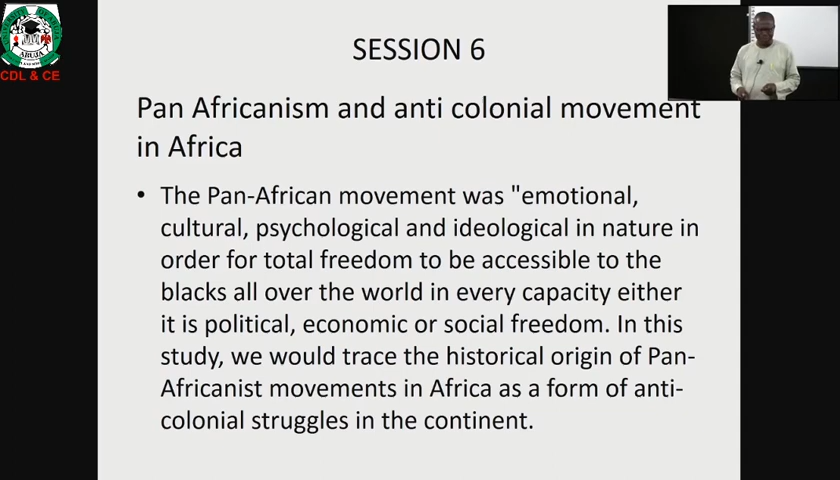 SESSION 6
ABUJA
CDL & CE
Pan Africanism and anti colonial movement
in Africa
• The Pan-African movement was "emotional,
cultural, psychological and ideological in nature in
order for total freedom to be accessible to the
blacks all over the world in every capacity either
it is political, economic or social freedom. In this
study, we would trace the historical origin of Pan-
Africanist movements in Africa as a form of anti-
colonial struggles in the continent.